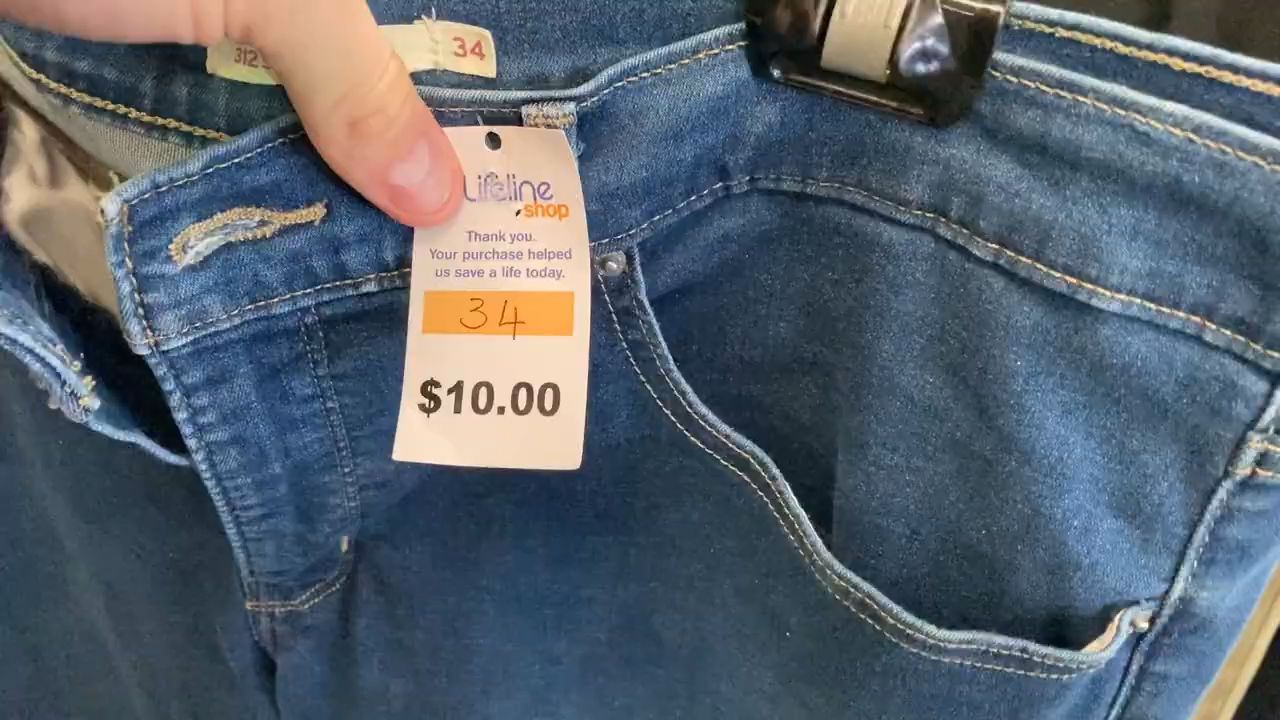 34
Lifeline
shop
Thank you.
Your purchase helped
us save a life today.
34
$10.00